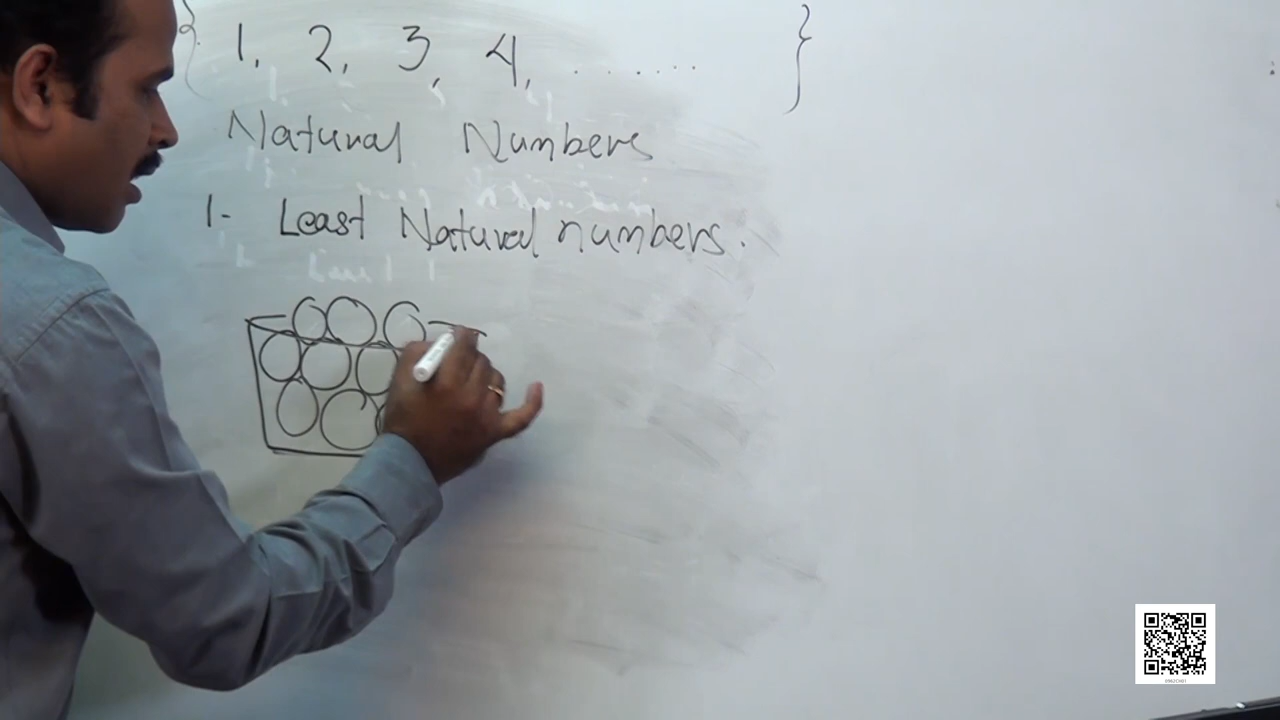 { 1, 2, 3, 4, ....... }
Natural Numbers
1- Least Natural numbers.